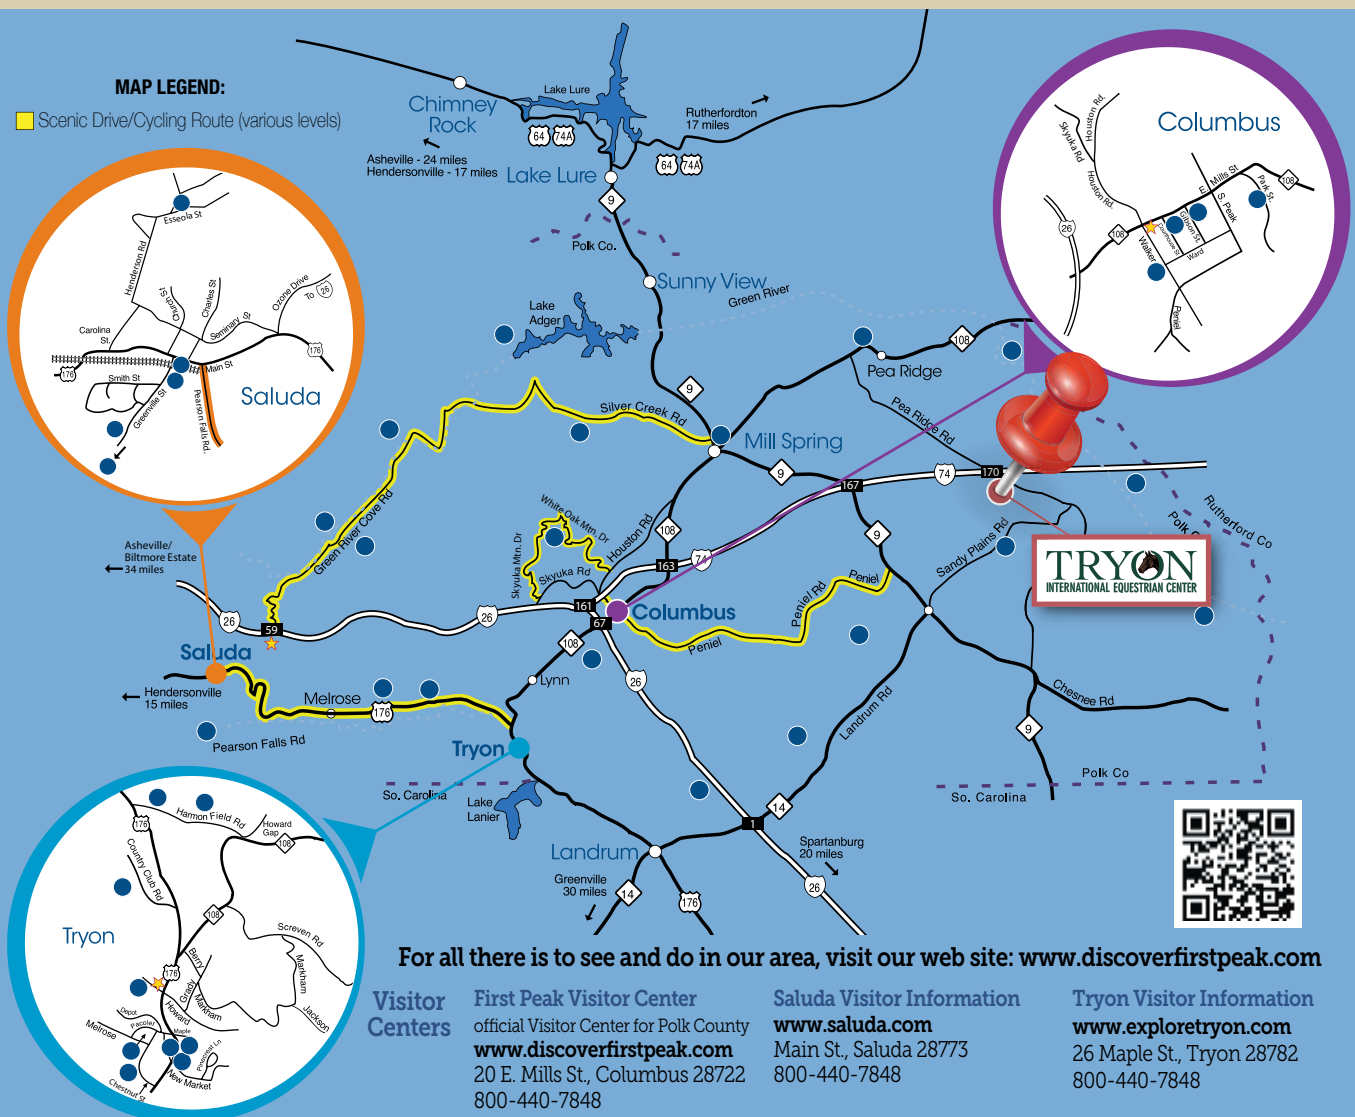 MAP LEGEND:
Scenic Drive/Cycling Route (various levels)
Chimney
Rock
Lake Lure
64
74A
Rutherfordton
17 miles
64
74A
Asheville - 24 miles
Hendersonville - 17 miles
Lake Lure
9
Polk Co.
Sunny View
Green River
Lake
Adger
108
Pea Ridge
9
Pea Ridge Rd
Silver Creek Rd
Mill Spring
9
74
170
167
Green River Cove Rd
White Oak Mtn. Dr
Skyuka Mtn. Dr
Skyuka Rd
Houston Rd
108
163
74
9
Sandy Plains Rd
Rutherford Co
Polk C
TRYON
INTERNATIONAL EQUESTRIAN CENTER
Asheville/
Biltmore Estate
34 miles
26
59
26
161
67
Columbus
Peniel
Peniel Rd
Peniel
108
Lynn
26
Saluda
Hendersonville
15 miles
Melrose
176
Pearson Falls Rd
Tryon
Landrum Rd
Chesnee Rd
9
Polk Co
So. Carolina
So. Carolina
Lake
Lanier
14
1
Landrum
Spartanburg
20 miles
Greenville
30 miles
14
176
26
Saluda
Esseola St
Henderson Rd
Church St
Charles St
Ozone Drive
To 26
Seminary St
Carolina
St.
176
176
Main St
Smith St
Greenville St
Pearson Falls Rd.
Columbus
Houston Rd.
Skyuka Rd
Houston Rd.
E. Mills St
108
Park St.
S. Peak
Gibson St.
Courthouse St
26
108
Walker
Ward
Peniel
Tryon
Harmon Field Rd
Howard
Gap
176
108
Country Club Rd
108
Screven Rd
Berry
176
Grady
Markham
Howard
Markham
Jackson
Depot
Pacolet
Melrose
Maple
Pinecrest Ln
New Market
Chestnut St
For all there is to see and do in our area, visit our web site: www.discoverfirstpeak.com
Visitor
Centers
First Peak Visitor Center
official Visitor Center for Polk County
www.discoverfirstpeak.com
20 E. Mills St., Columbus 28722
800-440-7848
Saluda Visitor Information
www.saluda.com
Main St., Saluda 28773
800-440-7848
Tryon Visitor Information
www.exploretryon.com
26 Maple St., Tryon 28782
800-440-7848